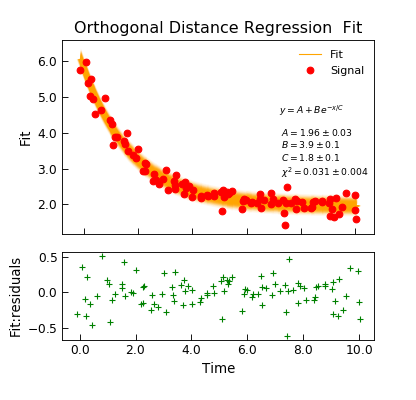 Orthogonal Distance Regression  Fit
Fit
Signal
y = A + Be^{-x/C}
A = 1.96 ± 0.03
B = 3.9 ± 0.1
C = 1.8 ± 0.1
χ² = 0.031 ± 0.004
6.0
5.0
4.0
3.0
2.0
Fit
0.5
0.0
−0.5
Fit:residuals
0.0 2.0 4.0 6.0 8.0 10.0
Time